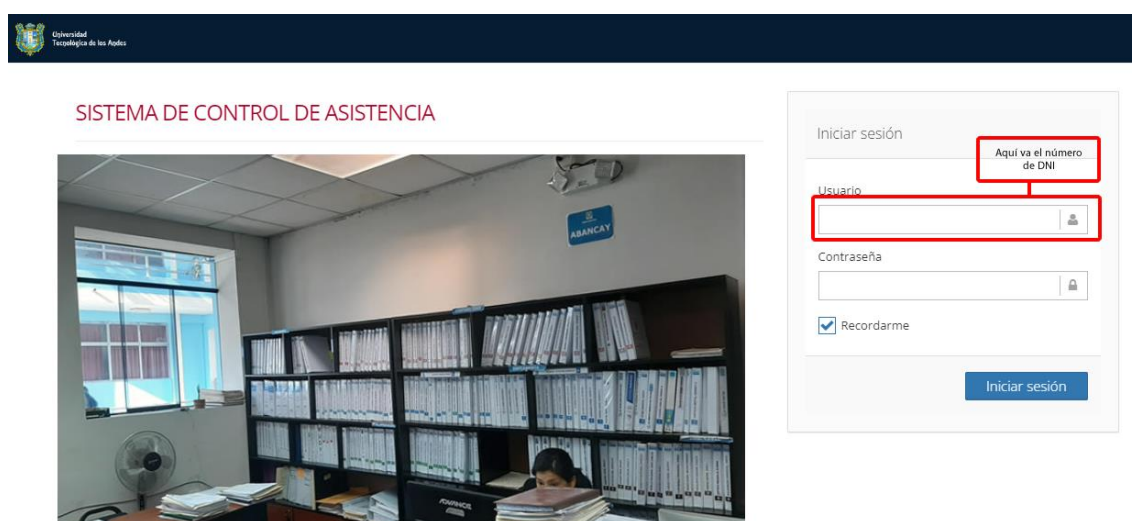 Universidad
Tecnológica de los Andes
SISTEMA DE CONTROL DE ASISTENCIA
ABANCAY
ADVANCE
Iniciar sesión
Aquí va el número
de DNI
Usuario
Contraseña
Recordarme
Iniciar sesión